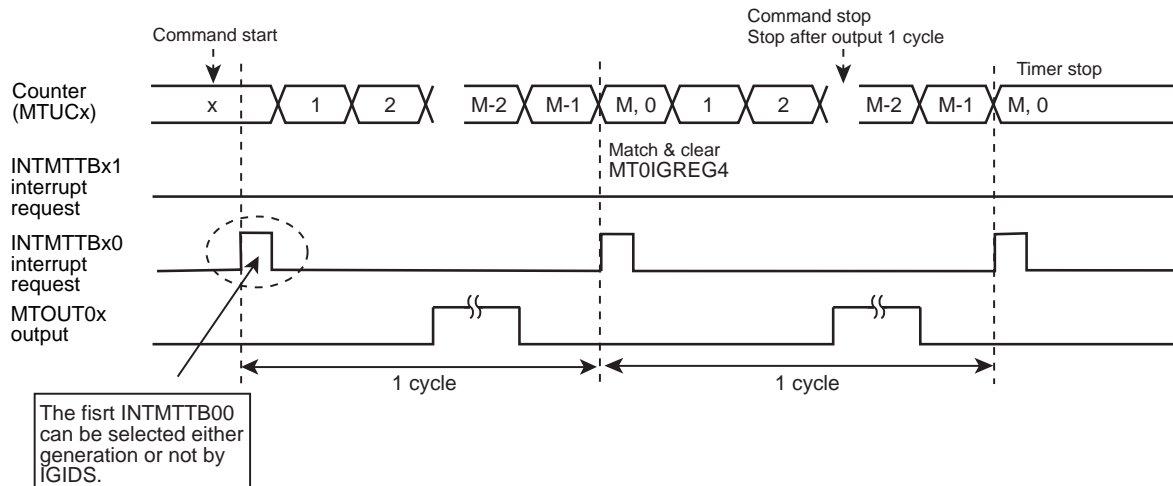 Command start
Command stop
Stop after output 1 cycle
Timer stop
Counter
(MTUCx)
x 1 2 M-2 M-1 M, 0 1 2 M-2 M-1 M, 0
Match & clear
MT0IGREG4
INTMTTBx1
interrupt
request
INTMTTBx0
interrupt
request
MTOUT0x
output
1 cycle 1 cycle
The fisrt INTMTTB00
can be selected either
generation or not by
IGIDS.